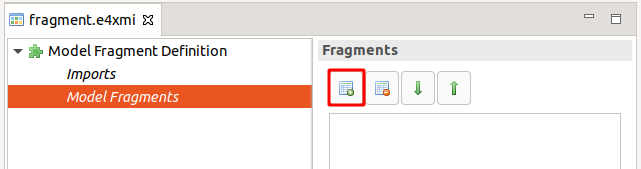 fragment.e4xmi
Model Fragment Definition
Imports
Model Fragments
Fragments